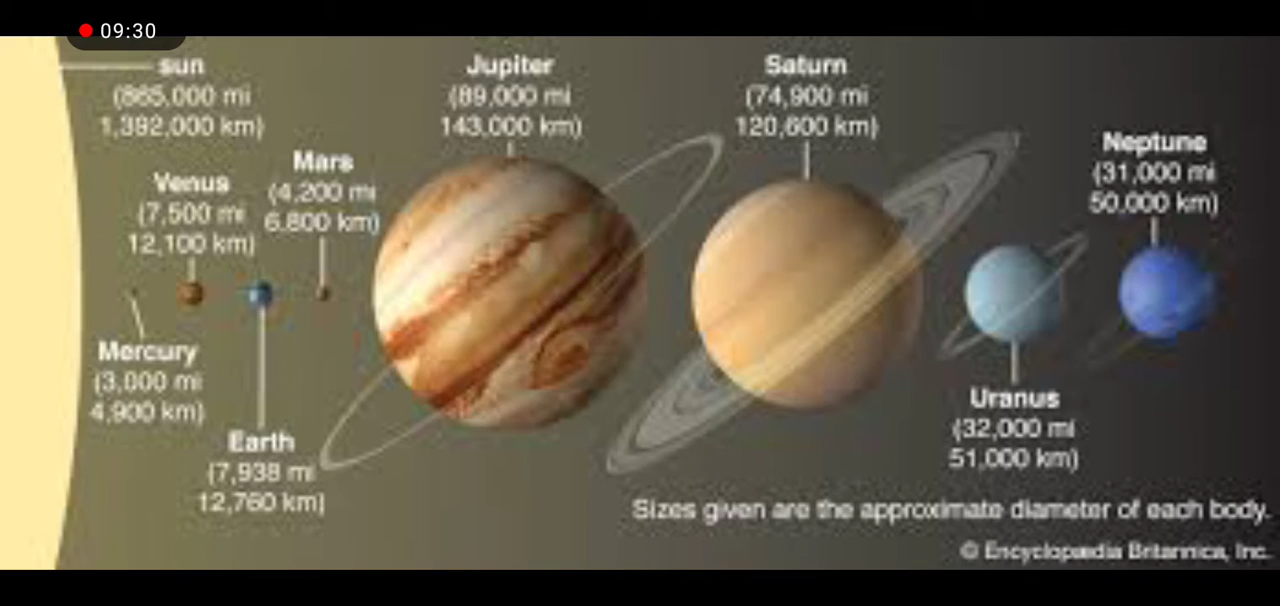 09:30
sun
(865,000 mi
1,392,000 km)
Jupiter
(89,000 mi
143,000 km)
Saturn
(74,900 mi
120,600 km)
Neptune
(31,000 mi
50,000 km)
Mars
(4,200 mi
6,800 km)
Venus
(7,500 mi
12,100 km)
Mercury
(3,000 mi
4,900 km)
Earth
(7,938 mi
12,760 km)
Uranus
(32,000 mi
51,000 km)
Sizes given are the approximate diameter of each body.
© Encyclopædia Britannica, Inc.